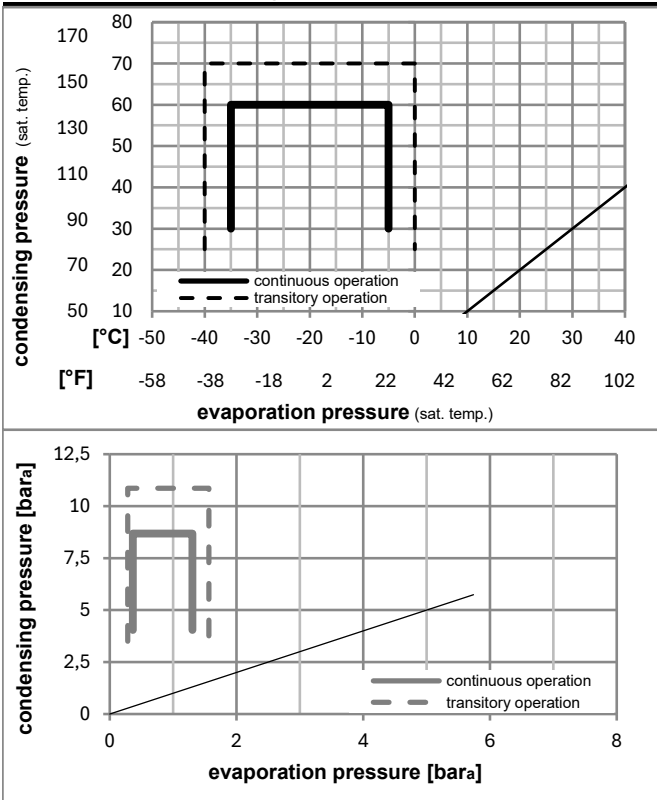 condensing pressure (sat. temp.)
170 80
70
150 60
130 50
110 40
90 30
70 20
50 10
continuous operation
transitory operation
[°C] -50 -40 -30 -20 -10 0 10 20 30 40
[°F] -58 -38 -18 2 22 42 62 82 102
evaporation pressure (sat. temp.)
condensing pressure [bara]
12,5
10
7,5
5
2,5
0
continuous operation
transitory operation
0 2 4 6 8
evaporation pressure [bara]